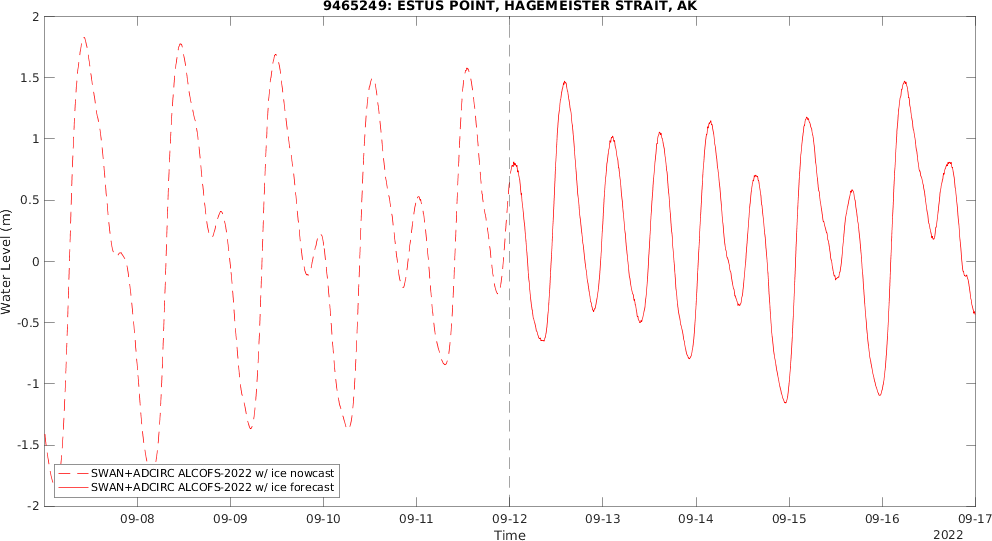 9465249: ESTUS POINT, HAGEMEISTER STRAIT, AK
2
1.5
1
0.5
0
-0.5
-1
-1.5
-2
Water Level (m)
SWAN+ADCIRC ALCOFS-2022 w/ ice nowcast
SWAN+ADCIRC ALCOFS-2022 w/ ice forecast
09-08 09-09 09-10 09-11 09-12 09-13 09-14 09-15 09-16 09-17
Time
2022